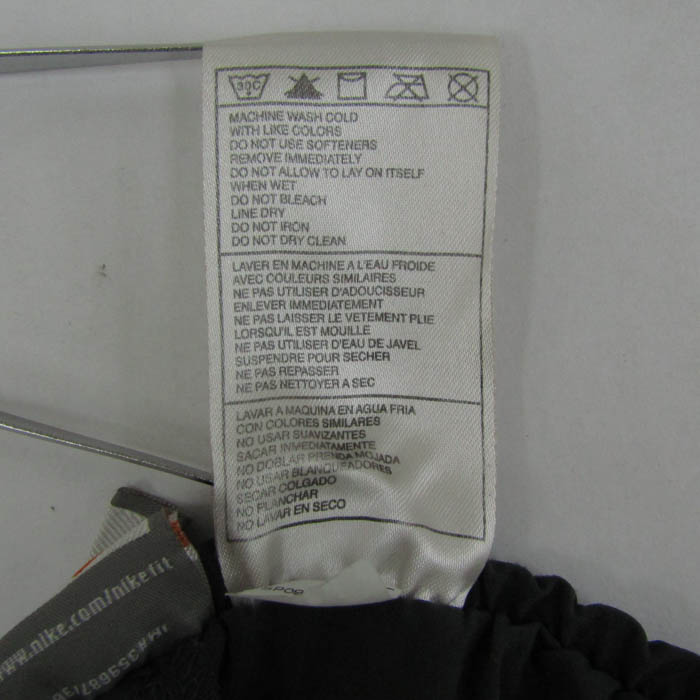 30C
MACHINE WASH COLD
WITH LIKE COLORS
DO NOT USE SOFTENERS
REMOVE IMMEDIATELY
DO NOT ALLOW TO LAY ON ITSELF
WHEN WET
DO NOT BLEACH
LINE DRY
DO NOT IRON
DO NOT DRY CLEAN
LAVER EN MACHINE A L'EAU FROIDE
AVEC COULEURS SIMILAIRES
NE PAS UTILISER D'ADOUCISSEUR
ENLEVER IMMEDIATEMENT
NE PAS LAISSER LE VETEMENT PLIE
LORSQU'IL EST MOUILLE
NE PAS UTILISER D'EAU DE JAVEL
SUSPENDRE POUR SECHER
NE PAS REPASSER
NE PAS NETTOYER A SEC
LAVAR A MAQUINA EN AGUA FRIA
CON COLORES SIMILARES
NO USAR SUAVIZANTES
SACAR INMEDIATAMENTE
NO DOBLAR PRENDA MOJADA
NO USAR BLANQUEADORES
SECAR COLGADO
NO PLANCHAR
NO LAVAR EN SECO
www.nike.com/nikefit